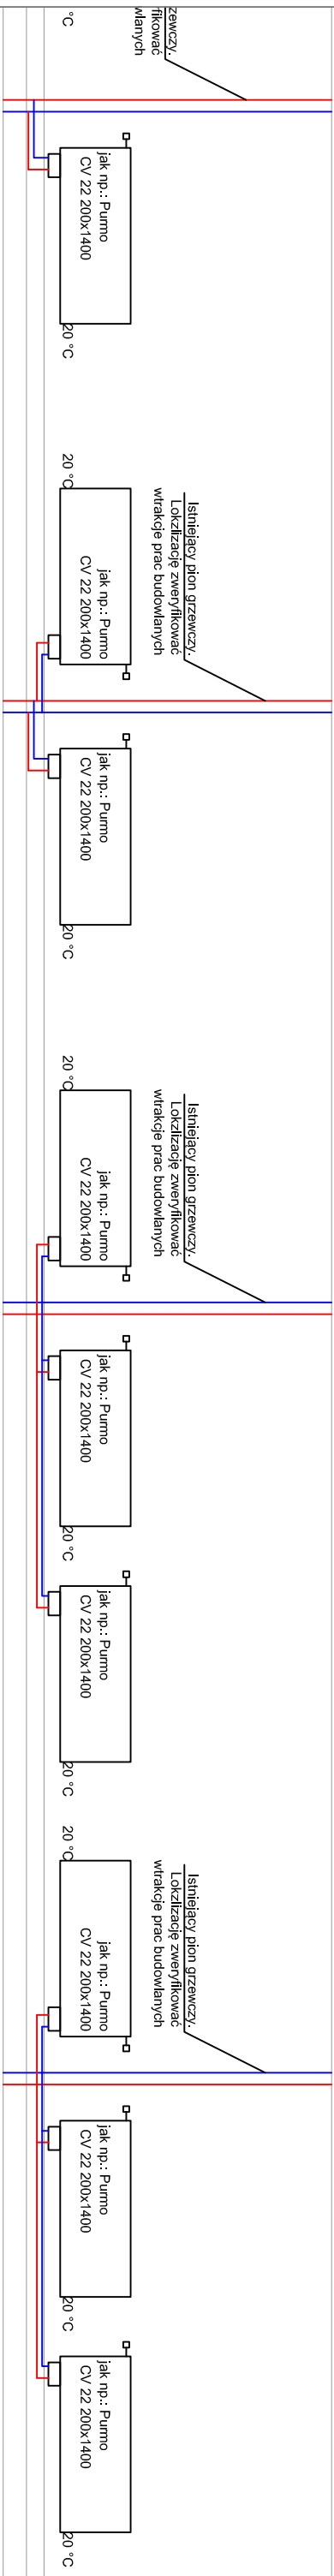 zewczy.
fikować
wlanych
°C
jak np.: Purmo
CV 22 200x1400
20 °C
20 °C
jak np.: Purmo
CV 22 200x1400
Istniejący pion grzewczy.
Lokzlizację zweryfikować
wtrakcje prac budowlanych
jak np.: Purmo
CV 22 200x1400
20 °C
20 °C
jak np.: Purmo
CV 22 200x1400
Istniejący pion grzewczy.
Lokzlizację zweryfikować
wtrakcje prac budowlanych
jak np.: Purmo
CV 22 200x1400
20 °C
jak np.: Purmo
CV 22 200x1400
20 °C
20 °C
jak np.: Purmo
CV 22 200x1400
Istniejący pion grzewczy.
Lokzlizację zweryfikować
wtrakcje prac budowlanych
jak np.: Purmo
CV 22 200x1400
20 °C
jak np.: Purmo
CV 22 200x1400
20 °C